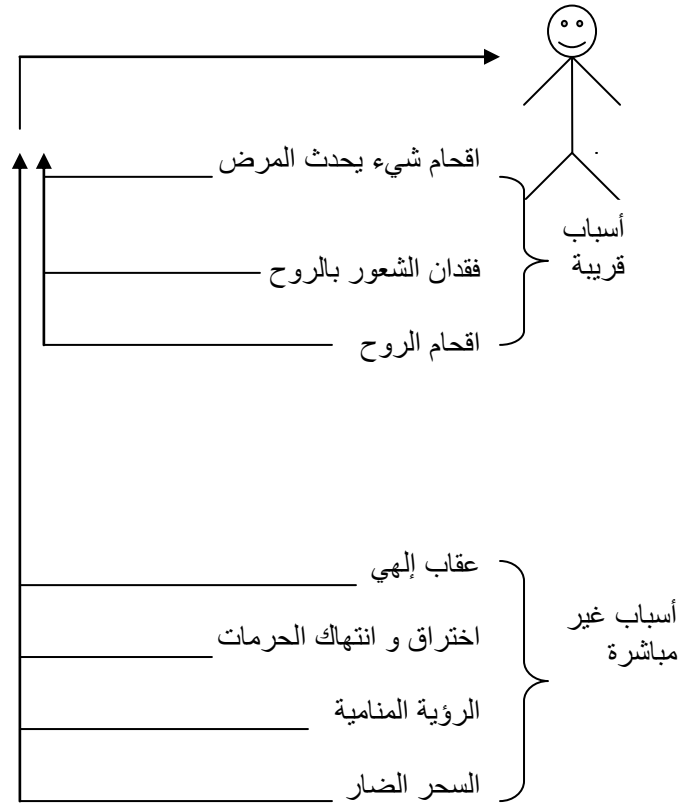 اقحام شيء يحدث المرض
فقدان الشعور بالروح
اقحام الروح
أسباب
قريبة
عقاب إلهي
اختراق و انتهاك الحرمات
الرؤية المنامية
السحر الضار
أسباب غير
مباشرة